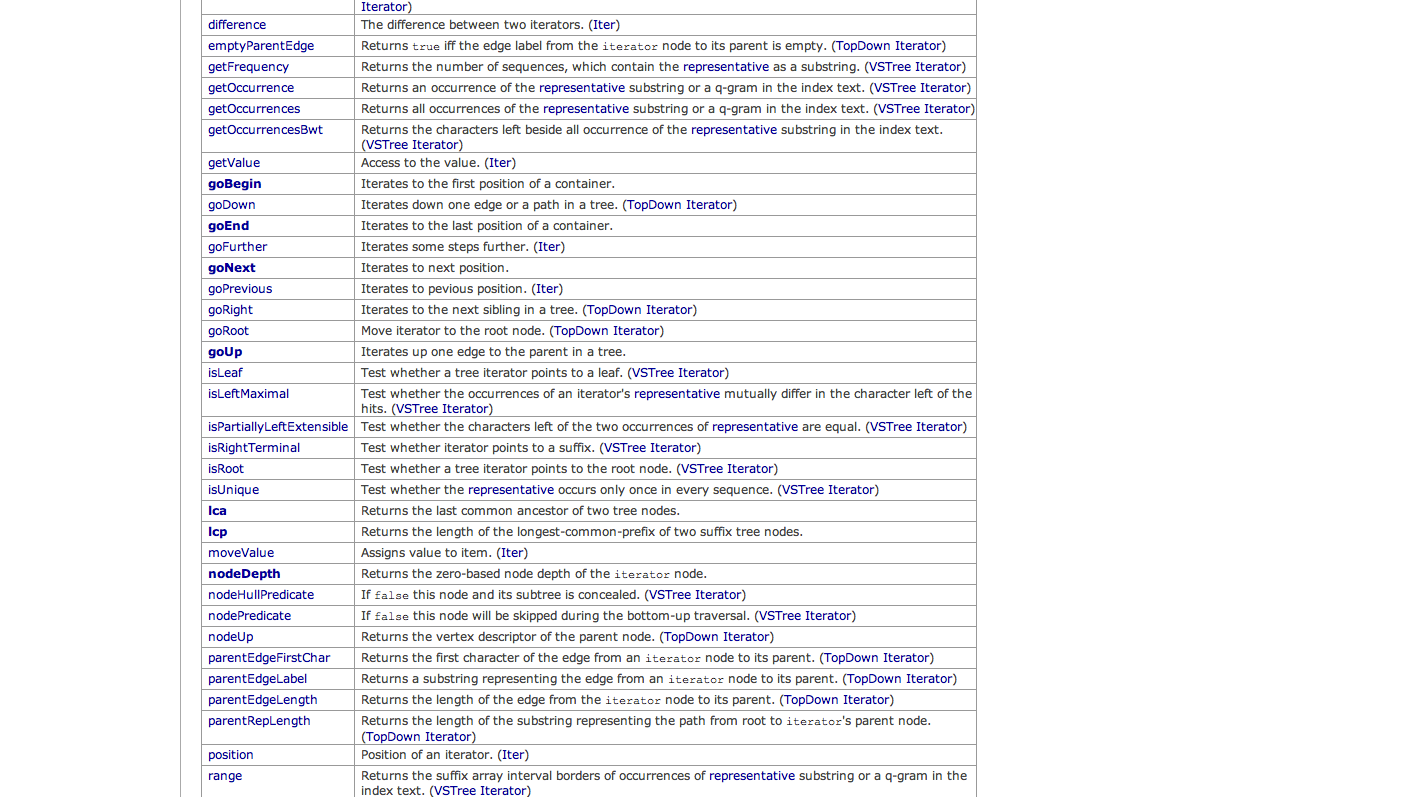 Iterator)
difference The difference between two iterators. (Iter)
emptyParentEdge Returns true iff the edge label from the iterator node to its parent is empty. (TopDown Iterator)
getFrequency Returns the number of sequences, which contain the representative as a substring. (VSTree Iterator)
getOccurrence Returns an occurrence of the representative substring or a q-gram in the index text. (VSTree Iterator)
getOccurrences Returns all occurrences of the representative substring or a q-gram in the index text. (VSTree Iterator)
getOccurrencesBwt Returns the characters left beside all occurrence of the representative substring in the index text.
(VSTree Iterator)
getValue Access to the value. (Iter)
goBegin Iterates to the first position of a container.
goDown Iterates down one edge or a path in a tree. (TopDown Iterator)
goEnd Iterates to the last position of a container.
goFurther Iterates some steps further. (Iter)
goNext Iterates to next position.
goPrevious Iterates to pevious position. (Iter)
goRight Iterates to the next sibling in a tree. (TopDown Iterator)
goRoot Move iterator to the root node. (TopDown Iterator)
goUp Iterates up one edge to the parent in a tree.
isLeaf Test whether a tree iterator points to a leaf. (VSTree Iterator)
isLeftMaximal Test whether the occurrences of an iterator's representative mutually differ in the character left of the
hits. (VSTree Iterator)
isPartiallyLeftExtensible Test whether the characters left of the two occurrences of representative are equal. (VSTree Iterator)
isRightTerminal Test whether iterator points to a suffix. (VSTree Iterator)
isRoot Test whether a tree iterator points to the root node. (VSTree Iterator)
isUnique Test whether the representative occurs only once in every sequence. (VSTree Iterator)
lca Returns the last common ancestor of two tree nodes.
lcp Returns the length of the longest-common-prefix of two suffix tree nodes.
moveValue Assigns value to item. (Iter)
nodeDepth Returns the zero-based node depth of the iterator node.
nodeHullPredicate If false this node and its subtree is concealed. (VSTree Iterator)
nodePredicate If false this node will be skipped during the bottom-up traversal. (VSTree Iterator)
nodeUp Returns the vertex descriptor of the parent node. (TopDown Iterator)
parentEdgeFirstChar Returns the first character of the edge from an iterator node to its parent. (TopDown Iterator)
parentEdgeLabel Returns a substring representing the edge from an iterator node to its parent. (TopDown Iterator)
parentEdgeLength Returns the length of the edge from the iterator node to its parent. (TopDown Iterator)
parentRepLength Returns the length of the substring representing the path from root to iterator's parent node.
(TopDown Iterator)
position Position of an iterator. (Iter)
range Returns the suffix array interval borders of occurrences of representative substring or a q-gram in the
index text. (VSTree Iterator)